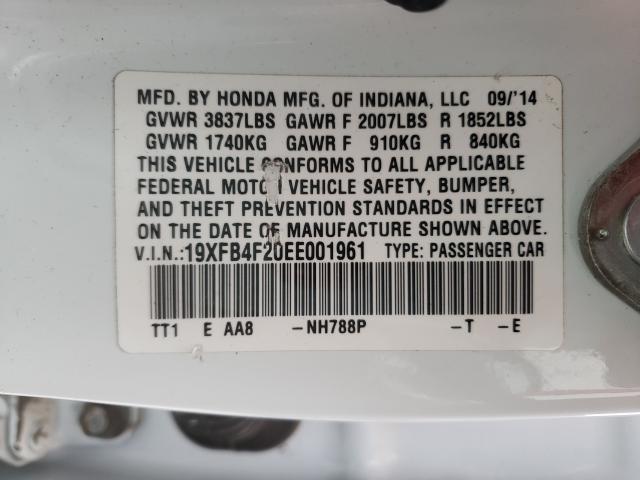 MFD. BY HONDA MFG. OF INDIANA, LLC 09/'14
GVWR 3837LBS GAWR F 2007LBS R 1852LBS
GVWR 1740KG GAWR F 910KG R 840KG
THIS VEHICLE CONFORMS TO ALL APPLICABLE
FEDERAL MOTOR VEHICLE SAFETY, BUMPER,
AND THEFT PREVENTION STANDARDS IN EFFECT
ON THE DATE OF MANUFACTURE SHOWN ABOVE.
V.I.N.:19XFB4F20EE001961 TYPE: PASSENGER CAR
TT1 E AA8 -NH788P -T -E